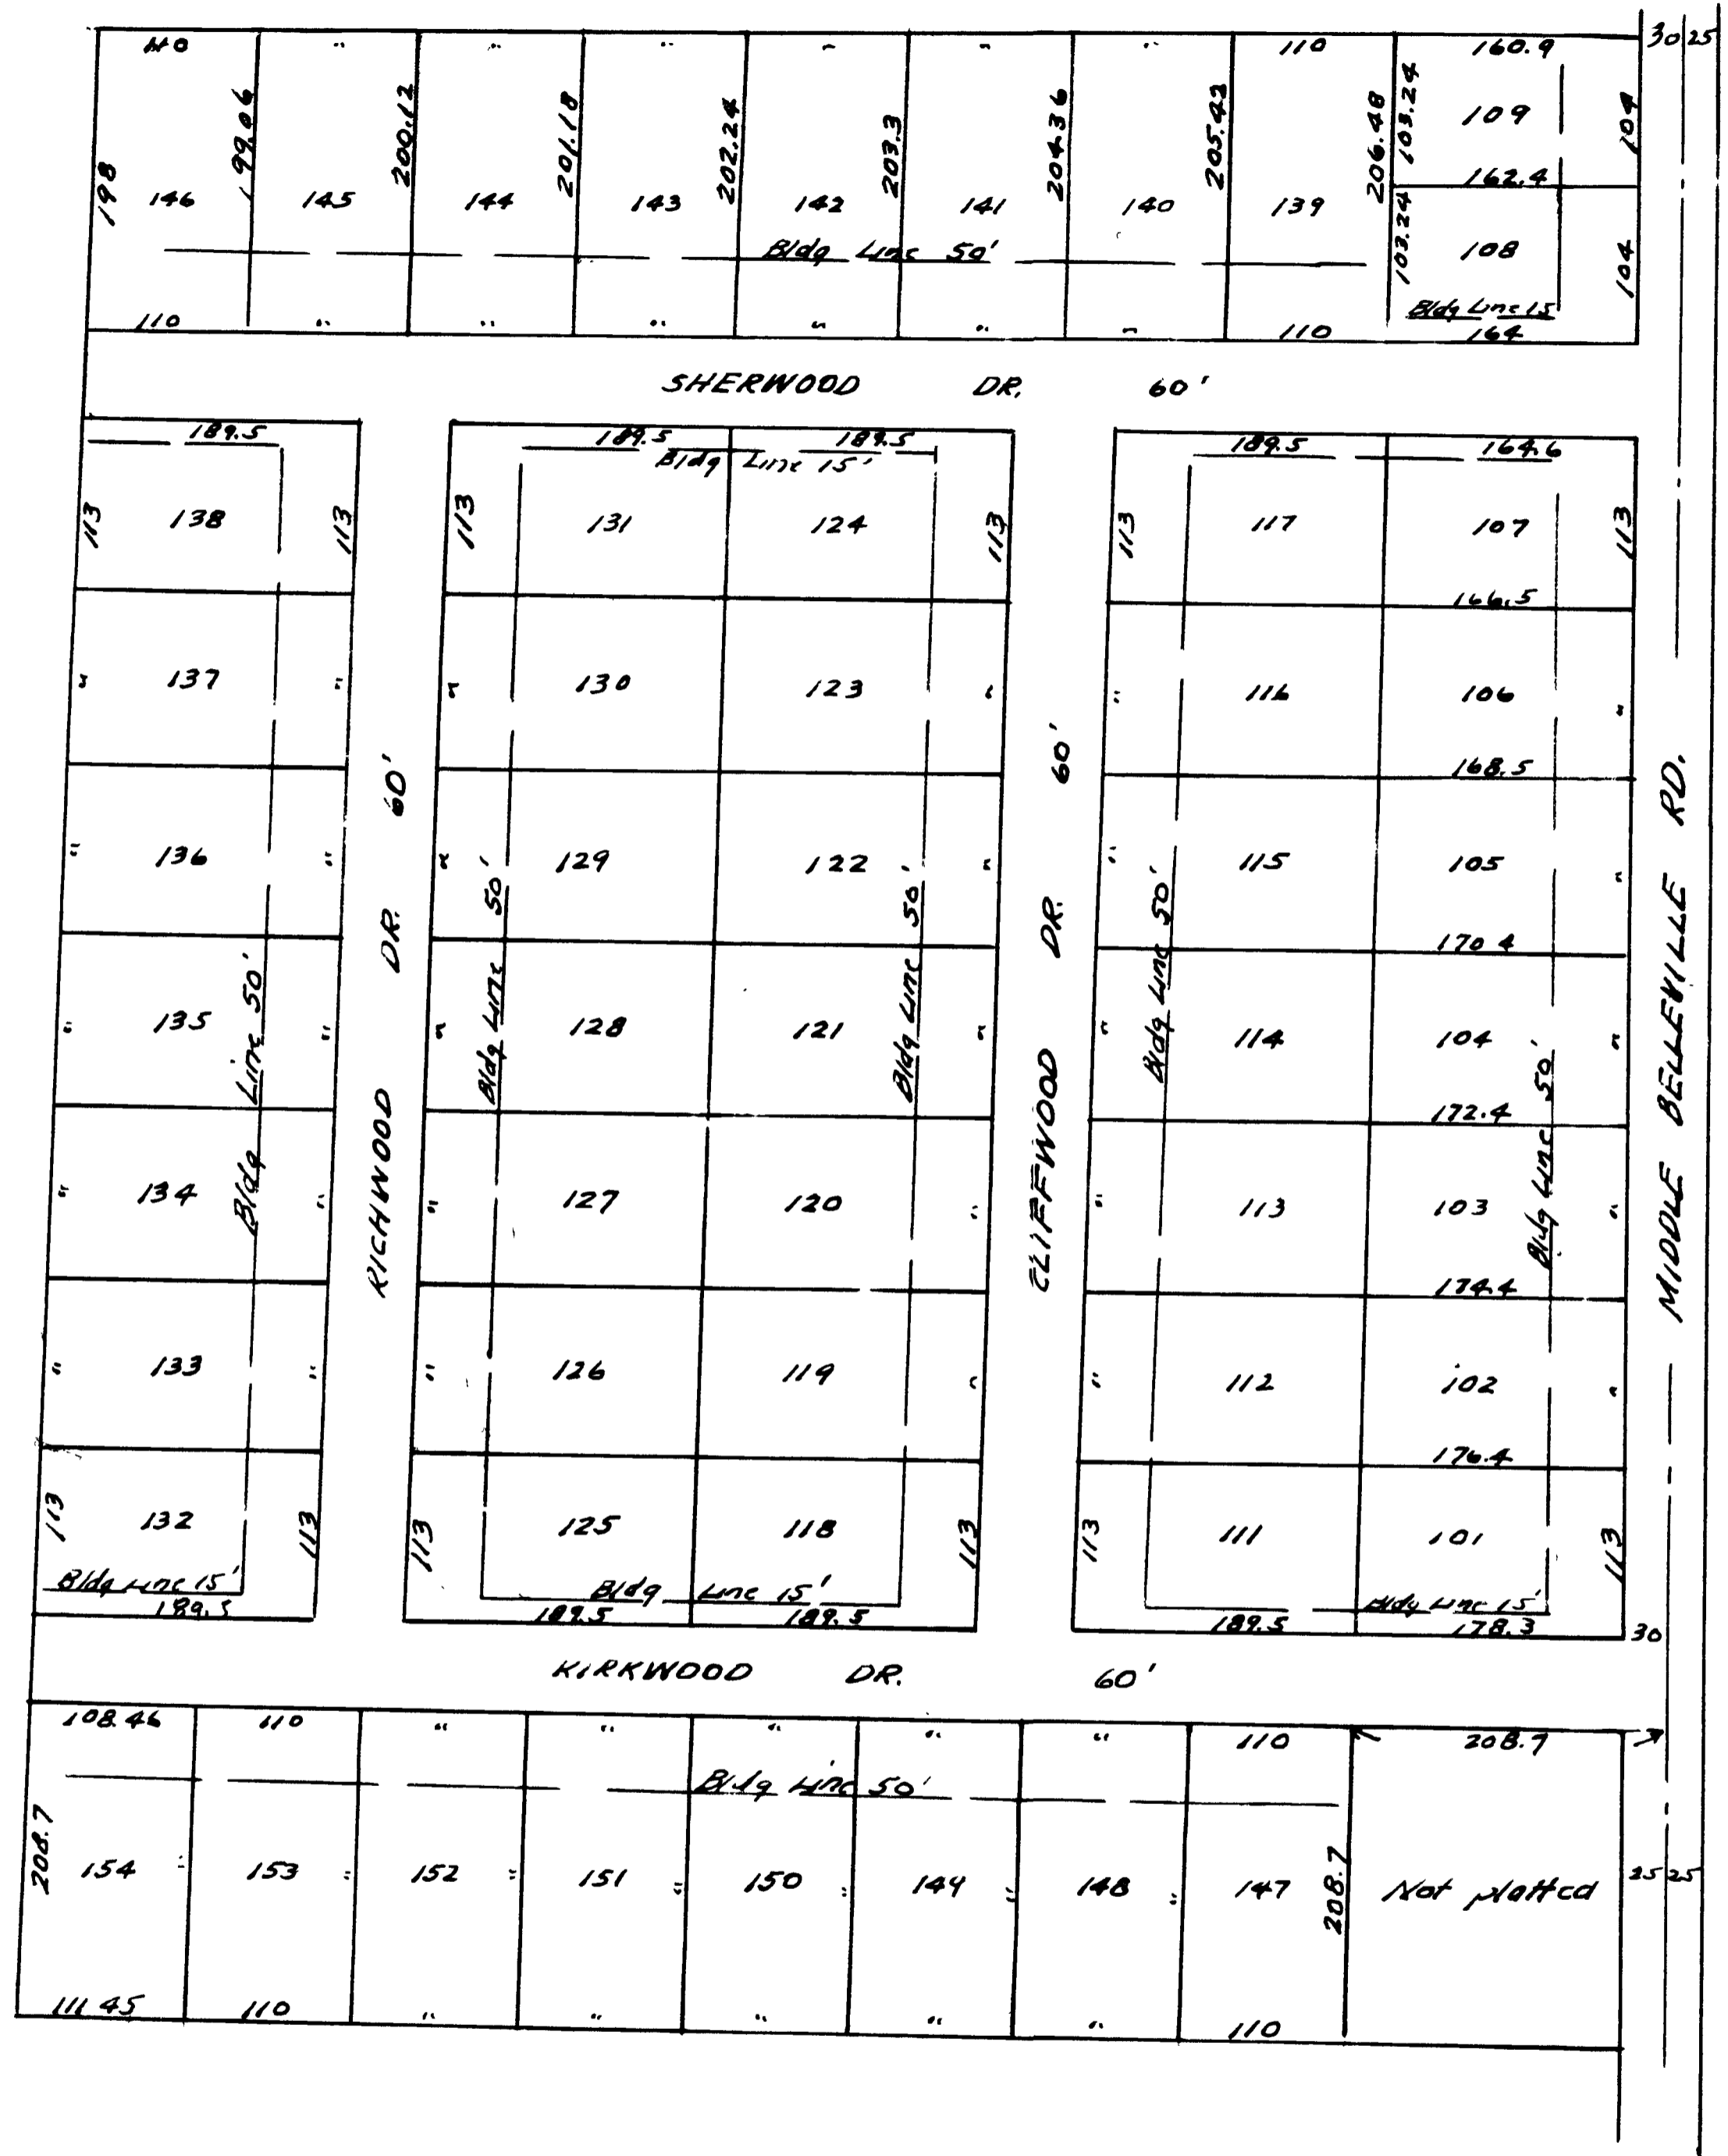 110 " " " " " " 110 160.9 30 25
198 199.06 200.12 201.18 202.24 203.3 204.36 205.42 206.48 103.24 109 104
162.4
146 145 144 143 142 141 140 139 103.24 108 104
Bldg Line 50'
Bldg Line 15
110 " " " " " " 110 164
SHERWOOD DR. 60'
189.5 189.5 189.5 189.5 164.6
Bldg Line 15'
113 138 113 113 131 124 113 113 117 107 113
166.5
" 137 " " 130 123 " " 116 106 "
168.5
" 136 " " 129 122 " " 115 105 "
170.4
" 135 " " 128 121 " " 114 104 "
172.4
" 134 " " 127 120 " " 113 103 "
174.4
" 133 " " 126 119 " " 112 102 "
176.4
113 132 113 113 125 118 113 113 111 101 113
Bldg Line 50'
RICHWOOD DR. 60'
Bldg Line 50'
Bldg Line 50'
CLIFFWOOD DR. 60'
Bldg Line 50'
Bldg Line 50'
MIDDLE BELLEVILLE RD.
Bldg Line 15' Bldg Line 15' Bldg Line 15'
189.5 189.5 189.5 189.5 178.3 30
KIRKWOOD DR. 60'
108.46 110 " " " " " 110 208.7
Bldg Line 50'
208.7 154 " 153 " 152 " 151 " 150 " 149 " 148 " 147 208.7 Not platted 25 25
111.45 110 " " " " " 110